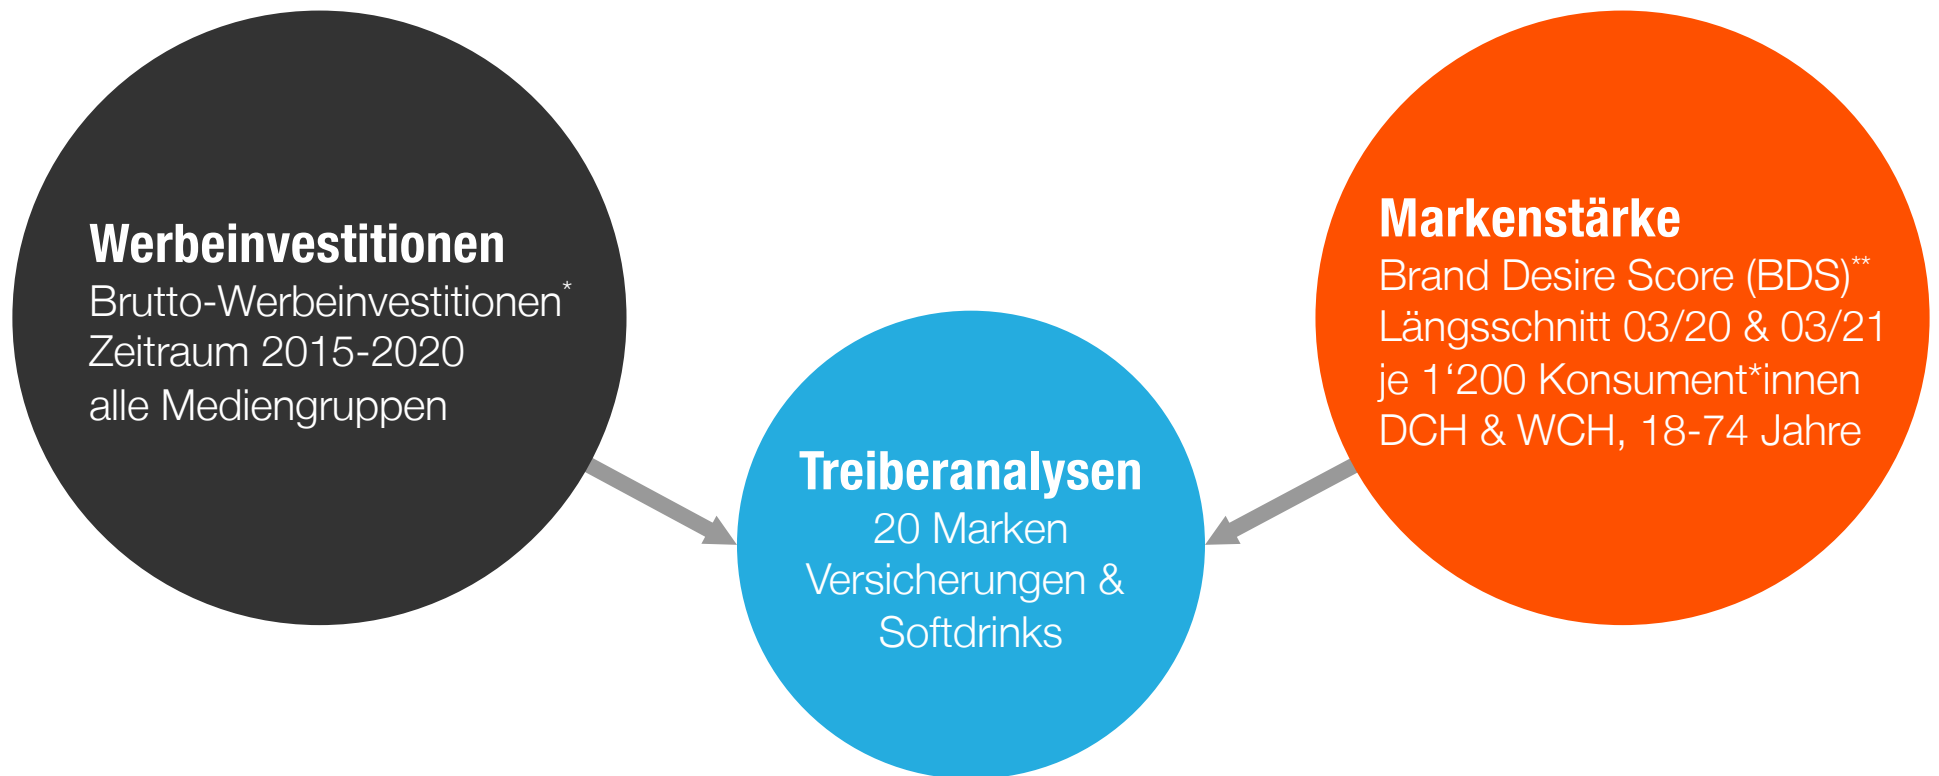 Werbeinvestitionen
Brutto-Werbeinvestitionen*
Zeitraum 2015-2020
alle Mediengruppen
Treiberanalysen
20 Marken
Versicherungen &
Softdrinks
Markenstärke
Brand Desire Score (BDS)**
Längsschnitt 03/20 & 03/21
je 1‘200 Konsument*innen
DCH & WCH, 18-74 Jahre